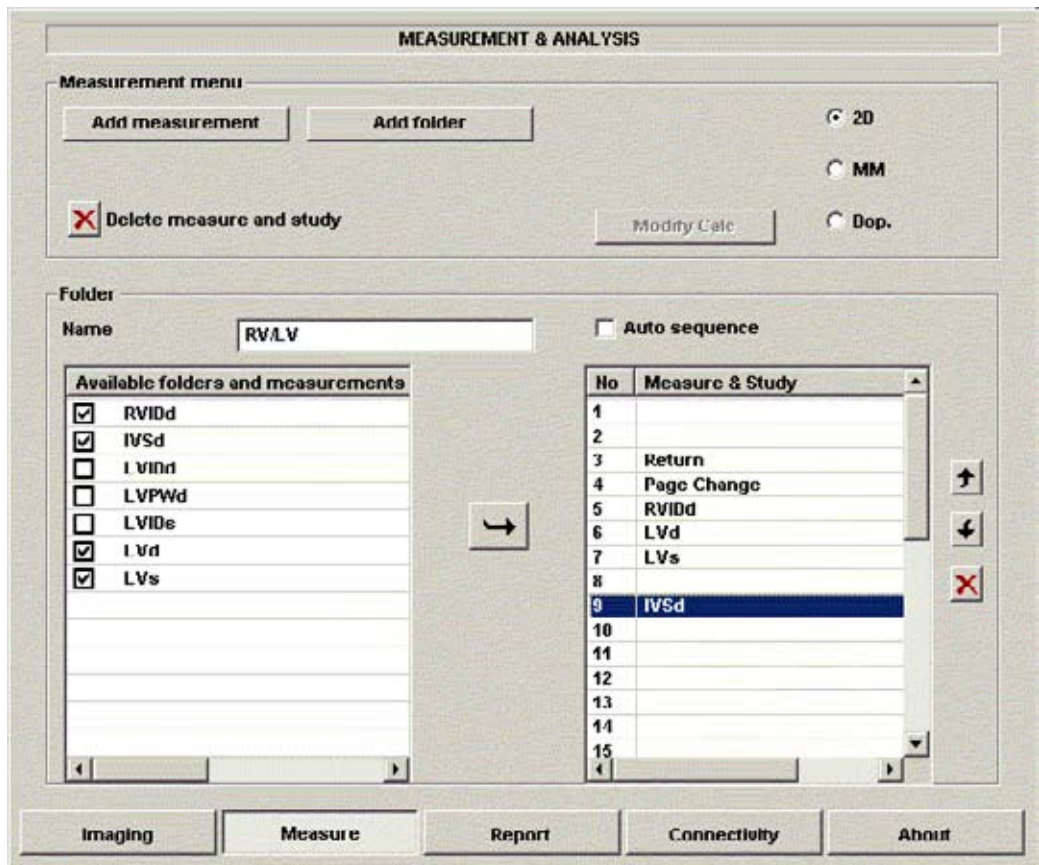 MEASUREMENT & ANALYSIS
Measurement menu
Add measurement
Add folder
2D
MM
Delete measure and study
Modify Calc
Dop.
Folder
Name
RV/LV
Auto sequence
Available folders and measurements
RVIDd
IVSd
LVIDd
LVPWd
LVIDs
LVd
LVs
No Measure & Study
1
2
3 Return
4 Page Change
5 RVIDd
6 LVd
7 LVs
8
9 IVSd
10
11
12
13
14
15
Imaging
Measure
Report
Connectivity
About